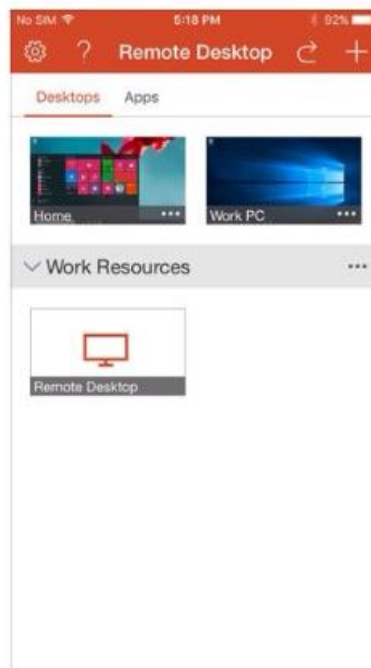 No SIM 5:18 PM 92%
? Remote Desktop
Desktops Apps
Home ... Work PC ...
Work Resources ...
Remote Desktop